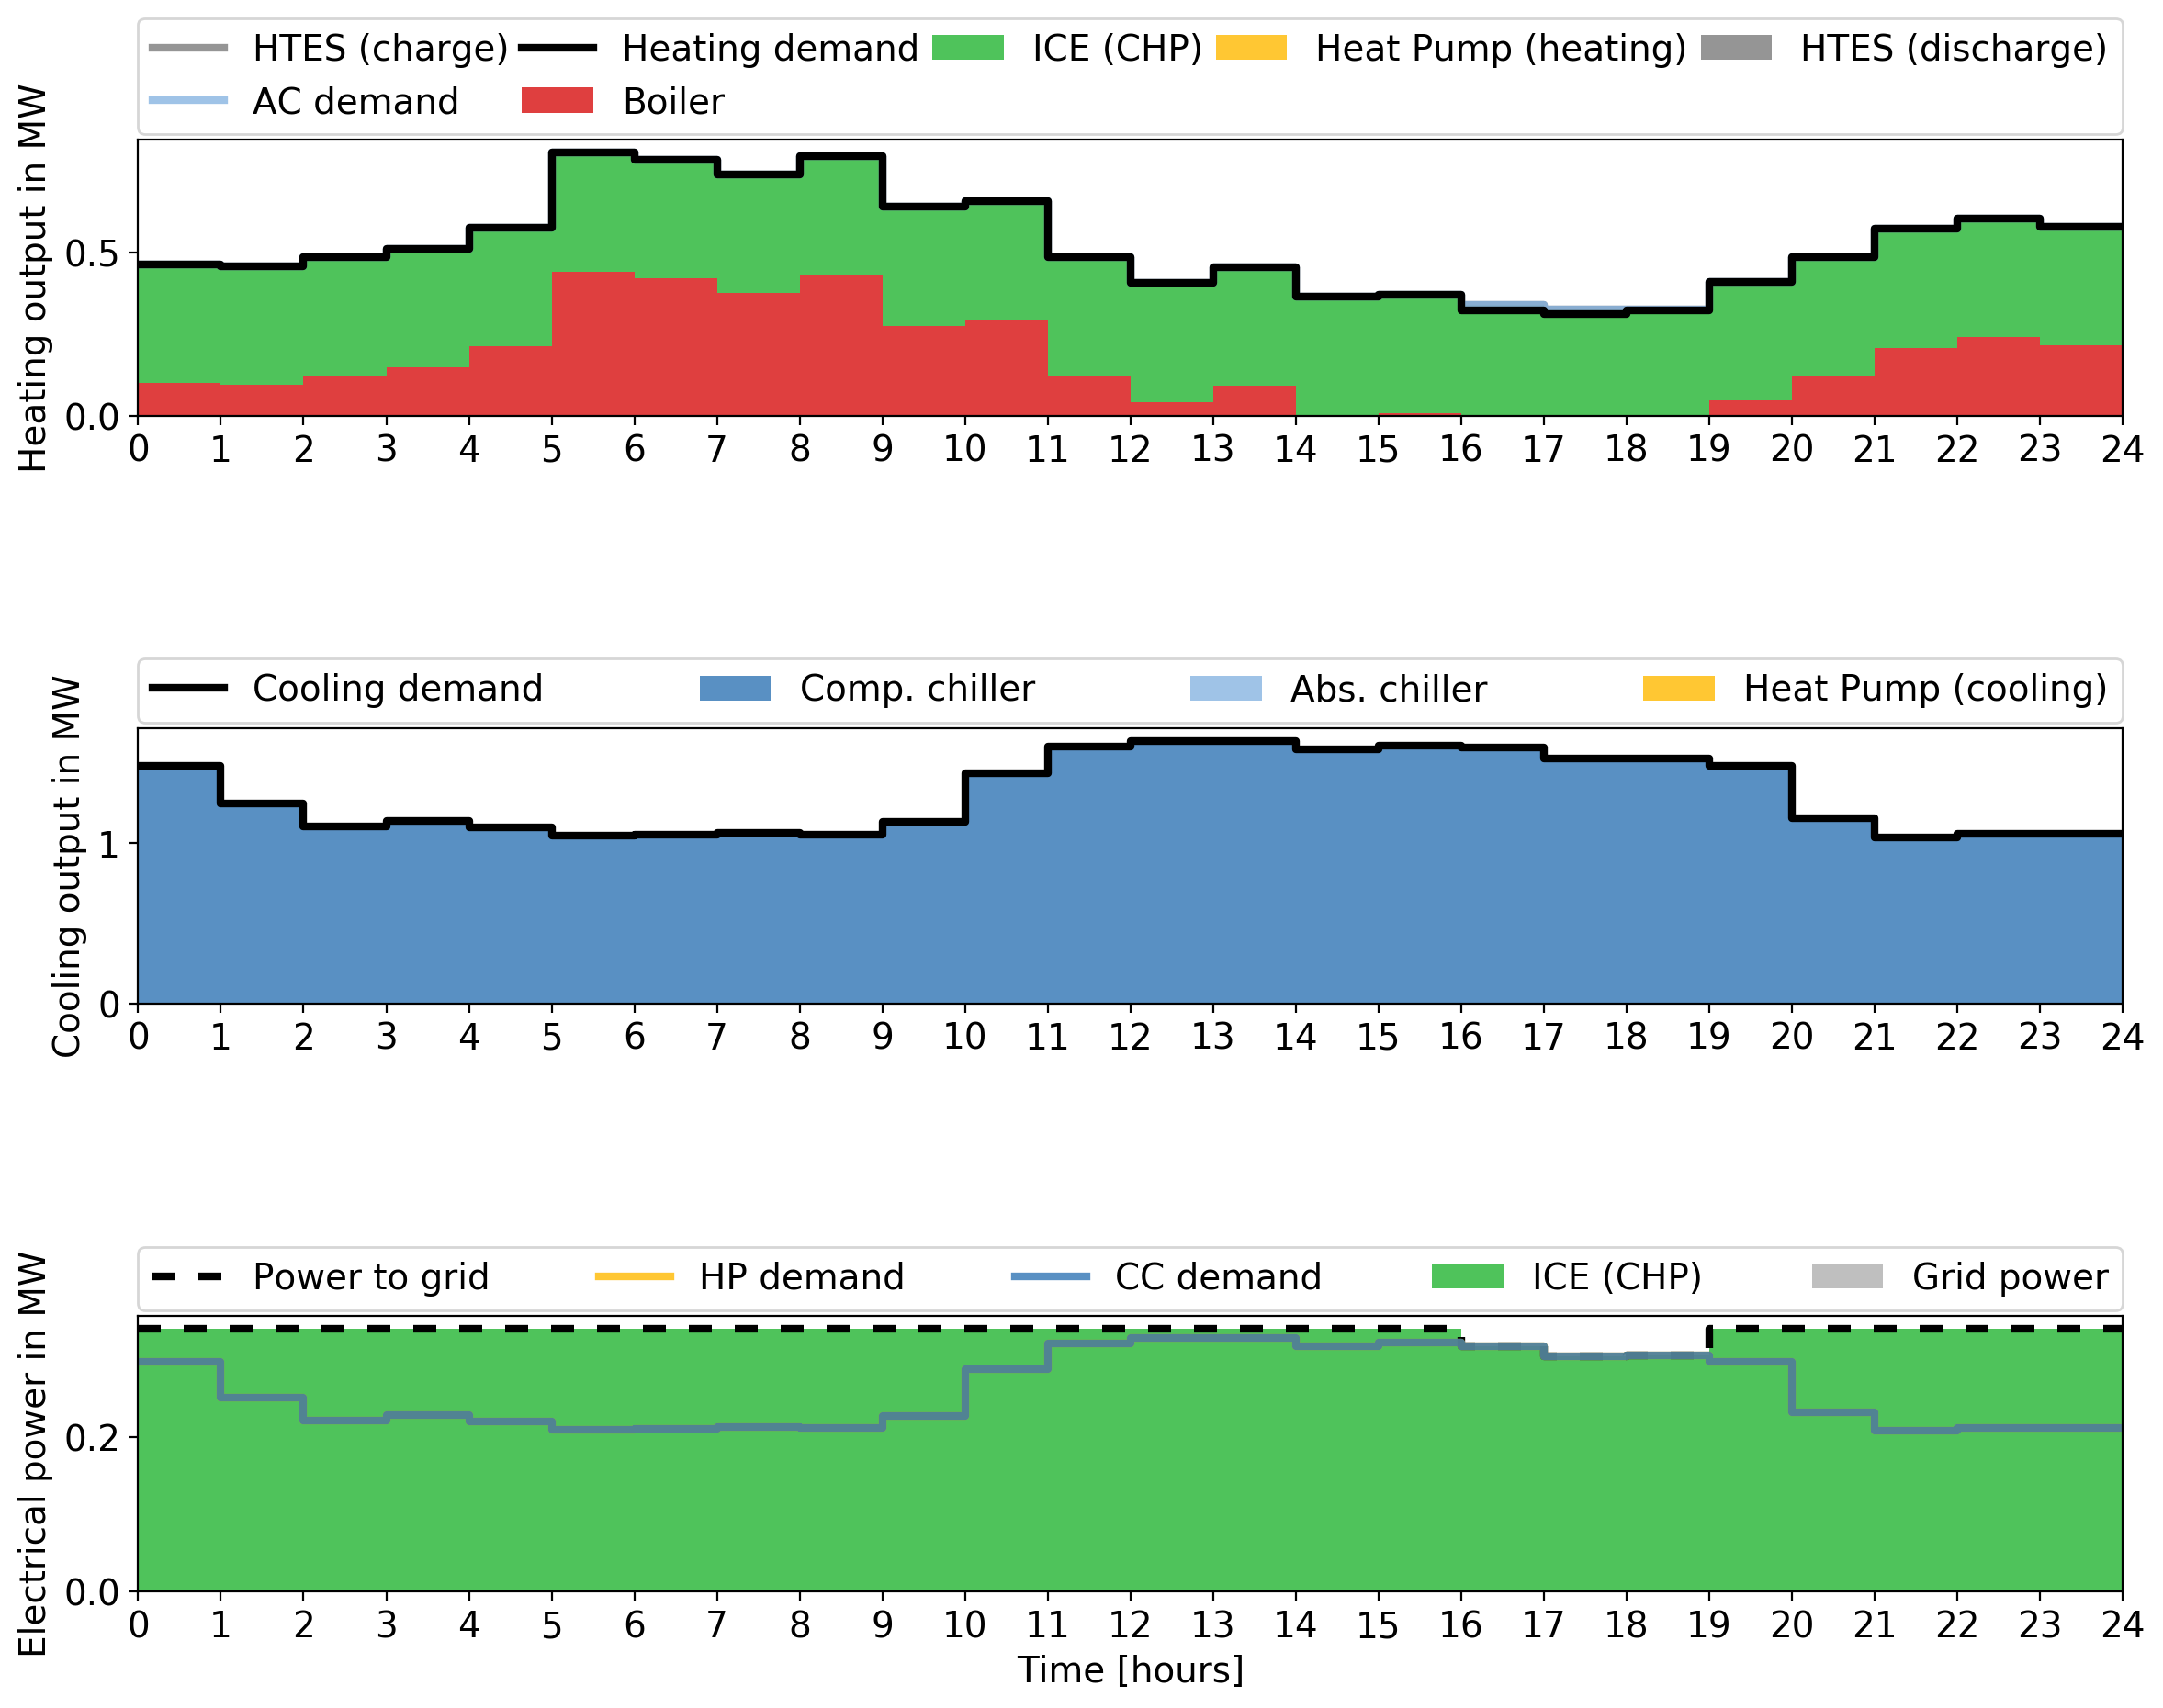 HTES (charge) Heating demand ICE (CHP) Heat Pump (heating) HTES (discharge)
AC demand Boiler
Heating output in MW
0.5
0.0
0 1 2 3 4 5 6 7 8 9 10 11 12 13 14 15 16 17 18 19 20 21 22 23 24
Cooling demand Comp. chiller Abs. chiller Heat Pump (cooling)
Cooling output in MW
1
0
0 1 2 3 4 5 6 7 8 9 10 11 12 13 14 15 16 17 18 19 20 21 22 23 24
Power to grid HP demand CC demand ICE (CHP) Grid power
Electrical power in MW
0.2
0.0
0 1 2 3 4 5 6 7 8 9 10 11 12 13 14 15 16 17 18 19 20 21 22 23 24
Time [hours]